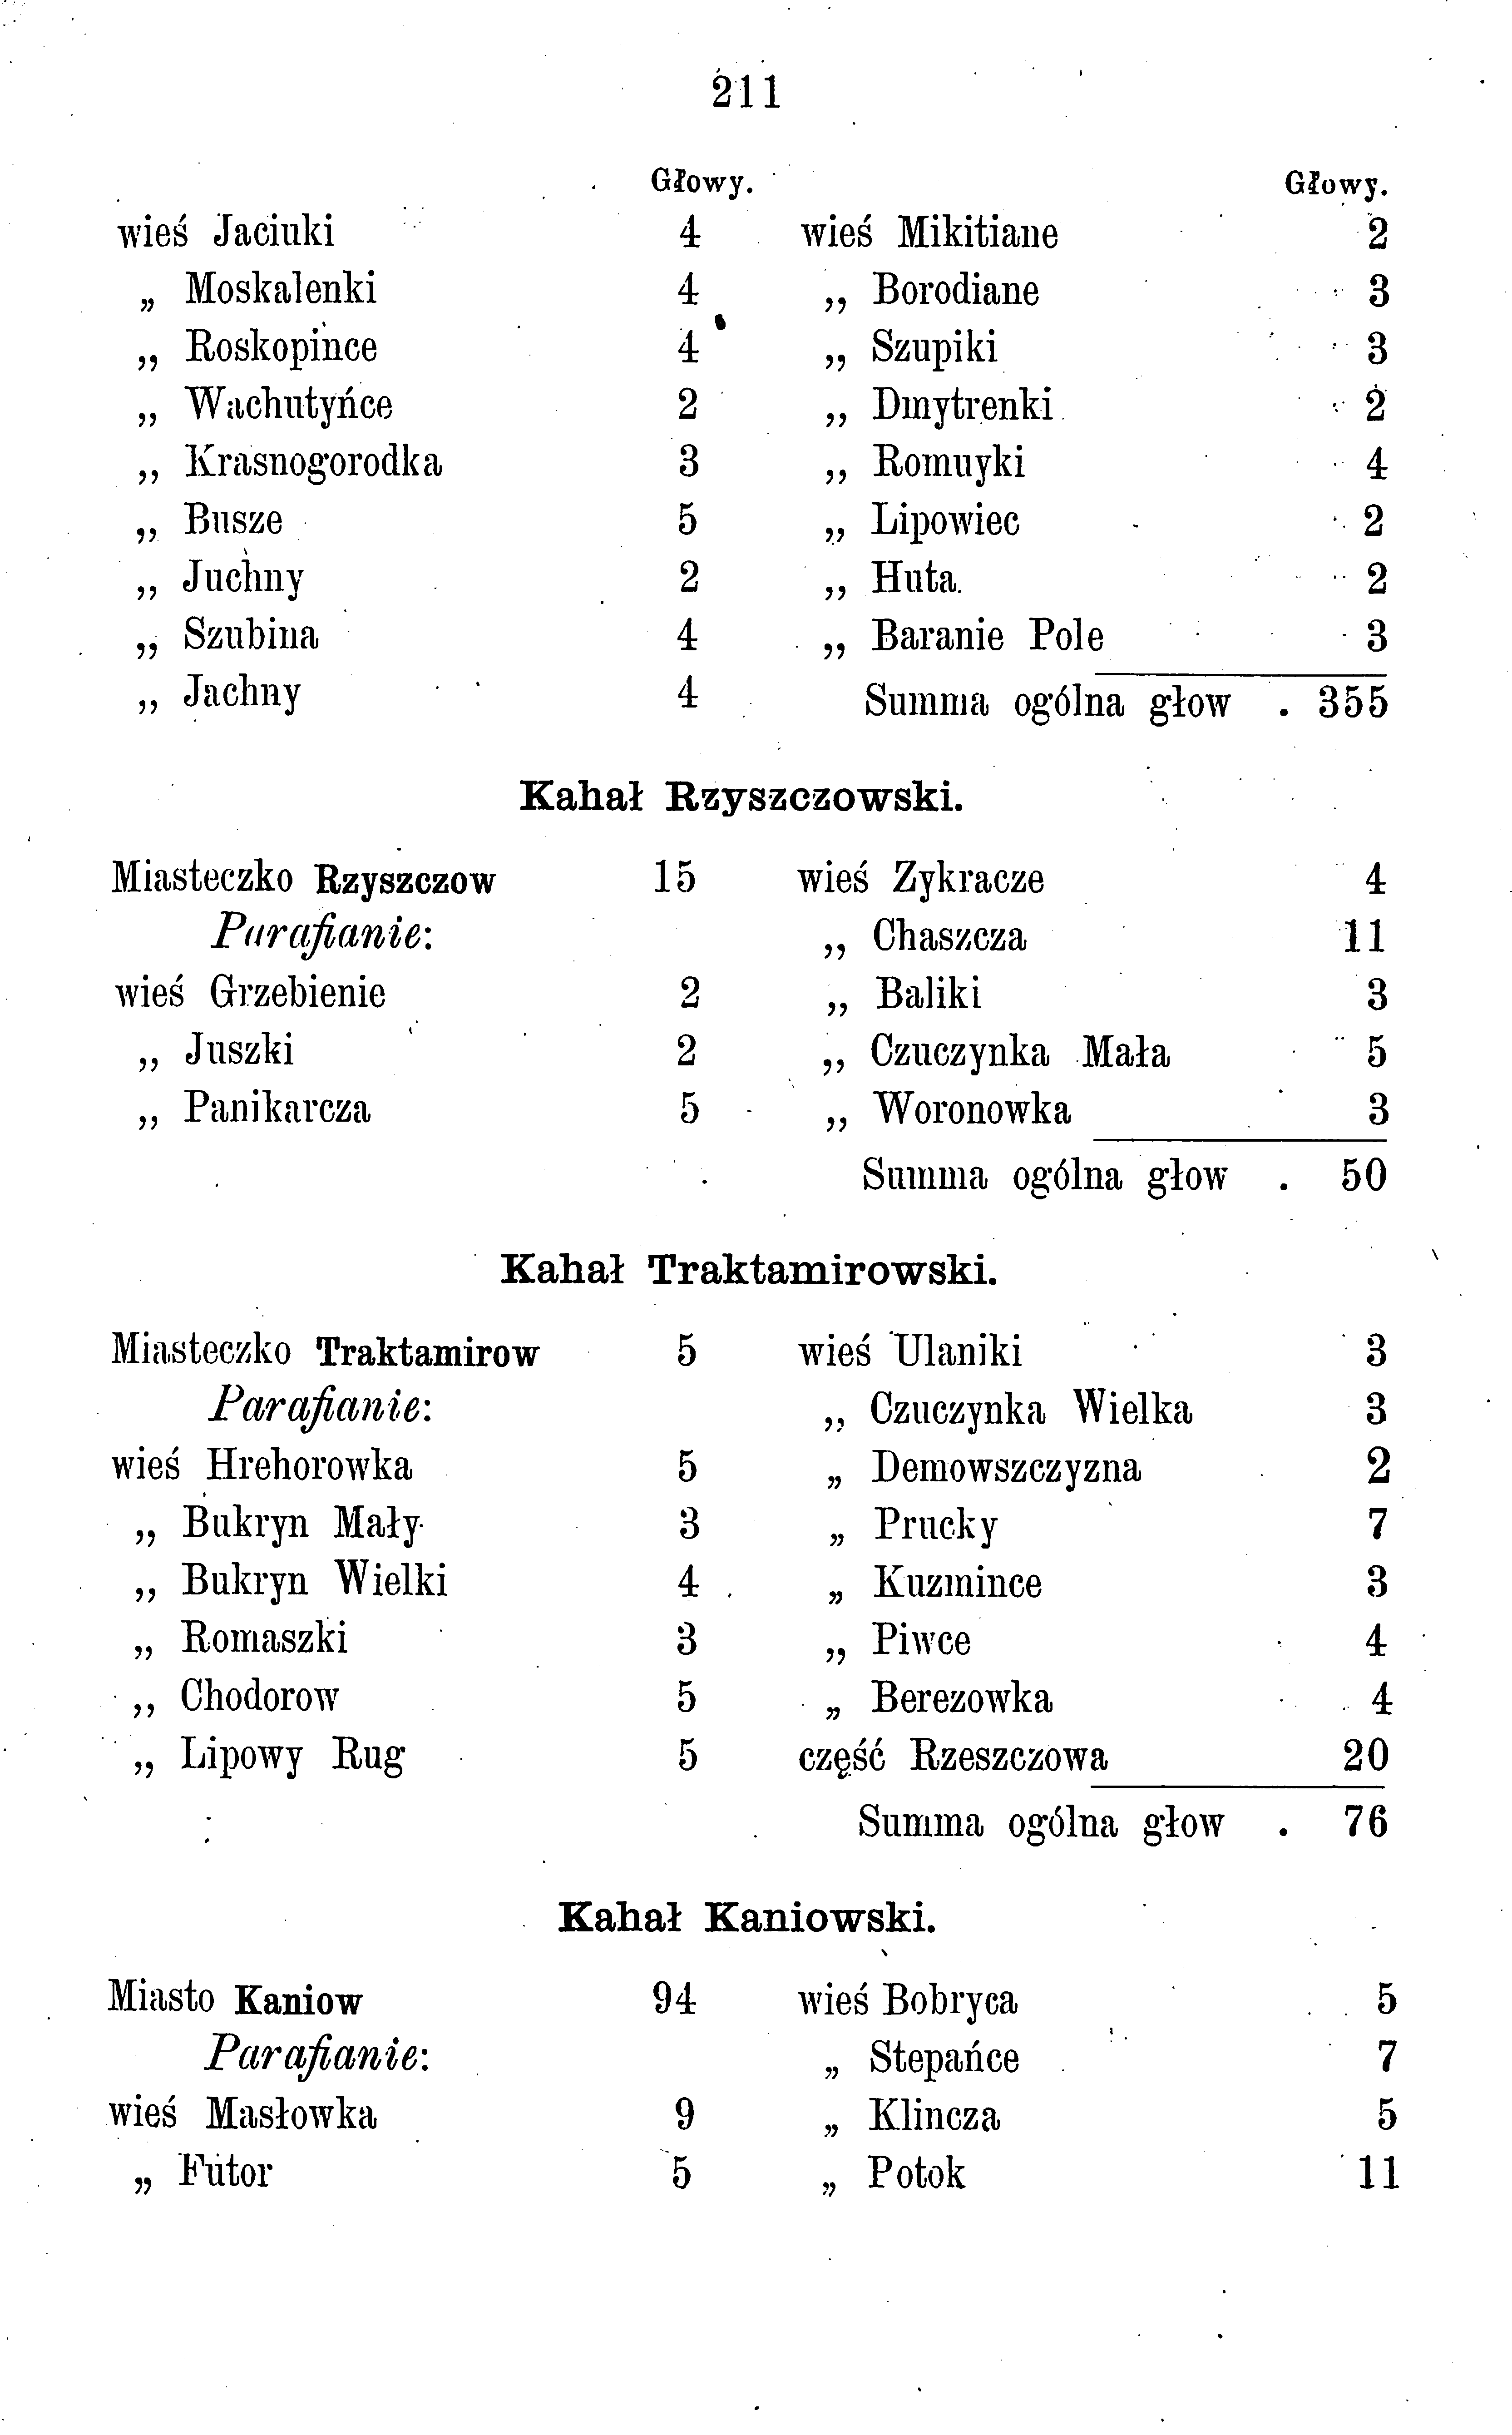 211
Głowy.
wieś Jaciuki 4
„ Moskalenki 4
„ Roskopince 4
„ Wachutyńce 2
„ Krasnogorodka 3
„ Busze 5
„ Juchny 2
„ Szubina 4
„ Jachny 4
Głowy.
wieś Mikitiane 2
„ Borodiane 3
„ Szupiki 3
„ Dmytrenki 2
„ Romuyki 4
„ Lipowiec 2
„ Huta 2
„ Baranie Pole 3
Summa ogólna głow . 355
Kahał Rzyszczowski.
Miasteczko Rzyszczow 15
Parafianie:
wieś Grzebienie 2
„ Juszki 2
„ Panikarcza 5
wieś Zykracze 4
„ Chaszcza 11
„ Baliki 3
„ Czuczynka Mała 5
„ Woronowka 3
Summa ogólna głow . 50
Kahał Traktamirowski.
Miasteczko Traktamirow 5
Parafianie:
wieś Hrehorowka 5
„ Bukryn Mały 3
„ Bukryn Wielki 4
„ Romaszki 3
„ Chodorow 5
„ Lipowy Rug 5
wieś Ulaniki 3
„ Czuczynka Wielka 3
„ Demowszczyzna 2
„ Prucky 7
„ Kuzmince 3
„ Piwce 4
„ Berezowka 4
część Rzeszczowa 20
Summa ogólna głow . 76
Kahał Kaniowski.
Miasto Kaniow 94
Parafianie:
wieś Masłowka 9
„ Futor 5
wieś Bobryca 5
„ Stepańce 7
„ Klincza 5
„ Potok 11